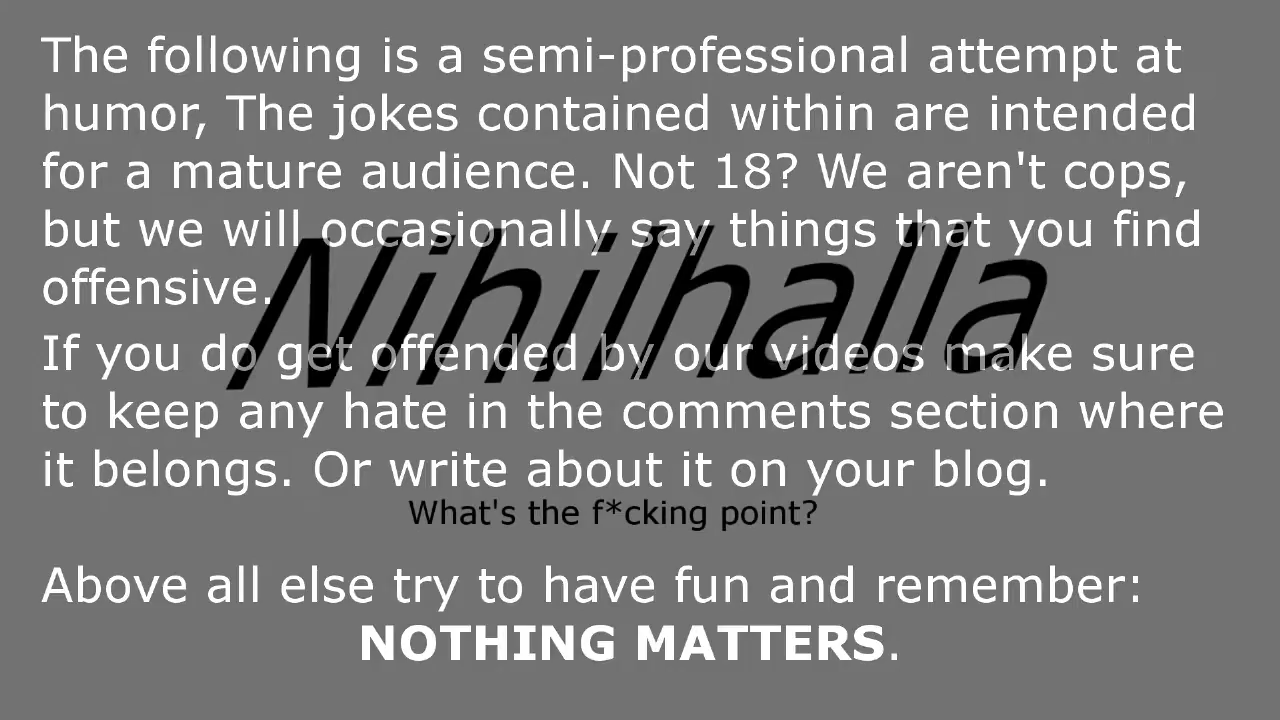 The following is a semi-professional attempt at
humor, The jokes contained within are intended
for a mature audience. Not 18? We aren't cops,
but we will occasionally say things that you find
offensive.
Nihilhalla
If you do get offended by our videos make sure
to keep any hate in the comments section where
it belongs. Or write about it on your blog.
What's the f*cking point?
Above all else try to have fun and remember:
NOTHING MATTERS.